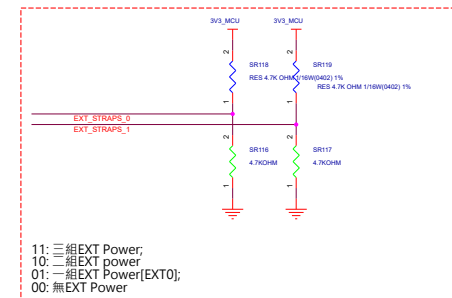 3V3_MCU 3V3_MCU
2 2
SR118 SR119
RES 4.7K OHM 1/16W(0402) 1%
RES 4.7K OHM 1/16W(0402) 1%
1 1
EXT_STRAPS_0
EXT_STRAPS_1
2 2
SR116 SR117
4.7KOHM 4.7KOHM
1 1
11: 三組EXT Power;
10: 二組EXT power
01: 一組EXT Power[EXT0];
00: 無EXT Power